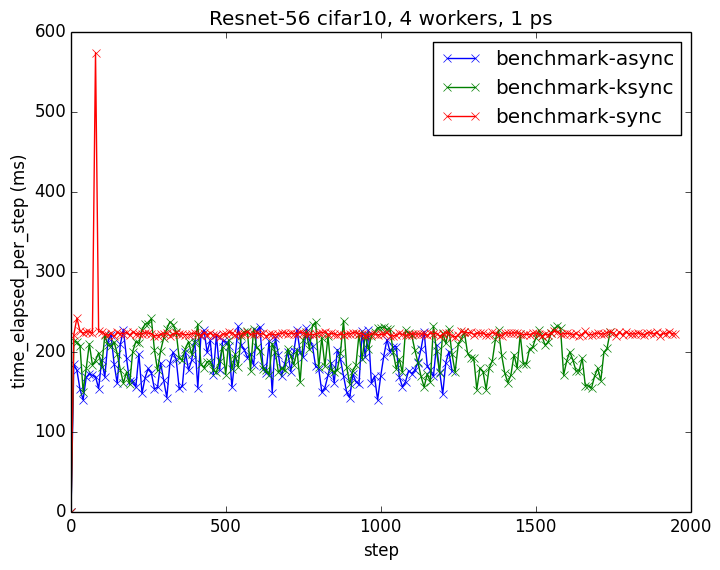 Resnet-56 cifar10, 4 workers, 1 ps
600
500
400
300
200
100
0
time_elapsed_per_step (ms)
benchmark-async
benchmark-ksync
benchmark-sync
0 500 1000 1500 2000
step